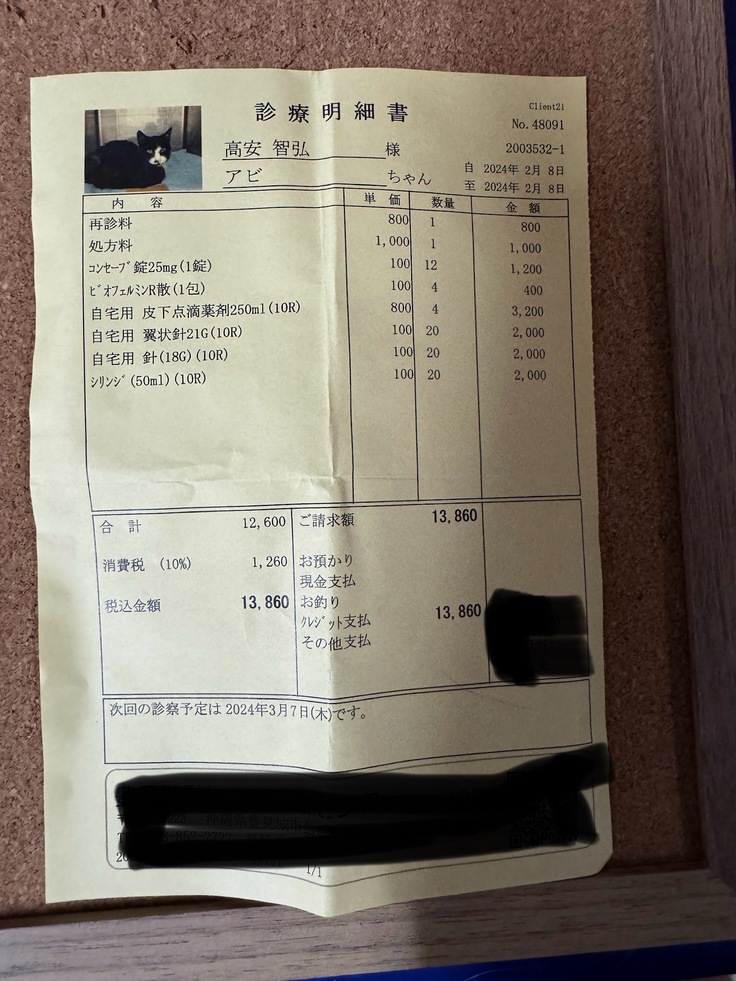 診療明細書
Client21
No.48091
高安 智弘 様
2003532-1
アビ ちゃん
自 2024年 2月 8日
至 2024年 2月 8日
内 容 単 価 数量 金 額
再診料 800 1 800
処方料 1,000 1 1,000
ｺﾝｾｰﾌﾞ錠25mg(1錠) 100 12 1,200
ﾋﾞｵﾌｪﾙﾐﾝR散(1包) 100 4 400
自宅用 皮下点滴薬剤250ml(10R) 800 4 3,200
自宅用 翼状針21G(10R) 100 20 2,000
自宅用 針(18G)(10R) 100 20 2,000
ｼﾘﾝｼﾞ(50ml)(10R) 100 20 2,000
合 計 12,600
消費税 (10%) 1,260
税込金額 13,860
ご請求額 13,860
お預かり
現金支払
お釣り
ｸﾚｼﾞｯﾄ支払 13,860
その他支払
次回の診察予定は 2024年3月7日(木)です。
1/1